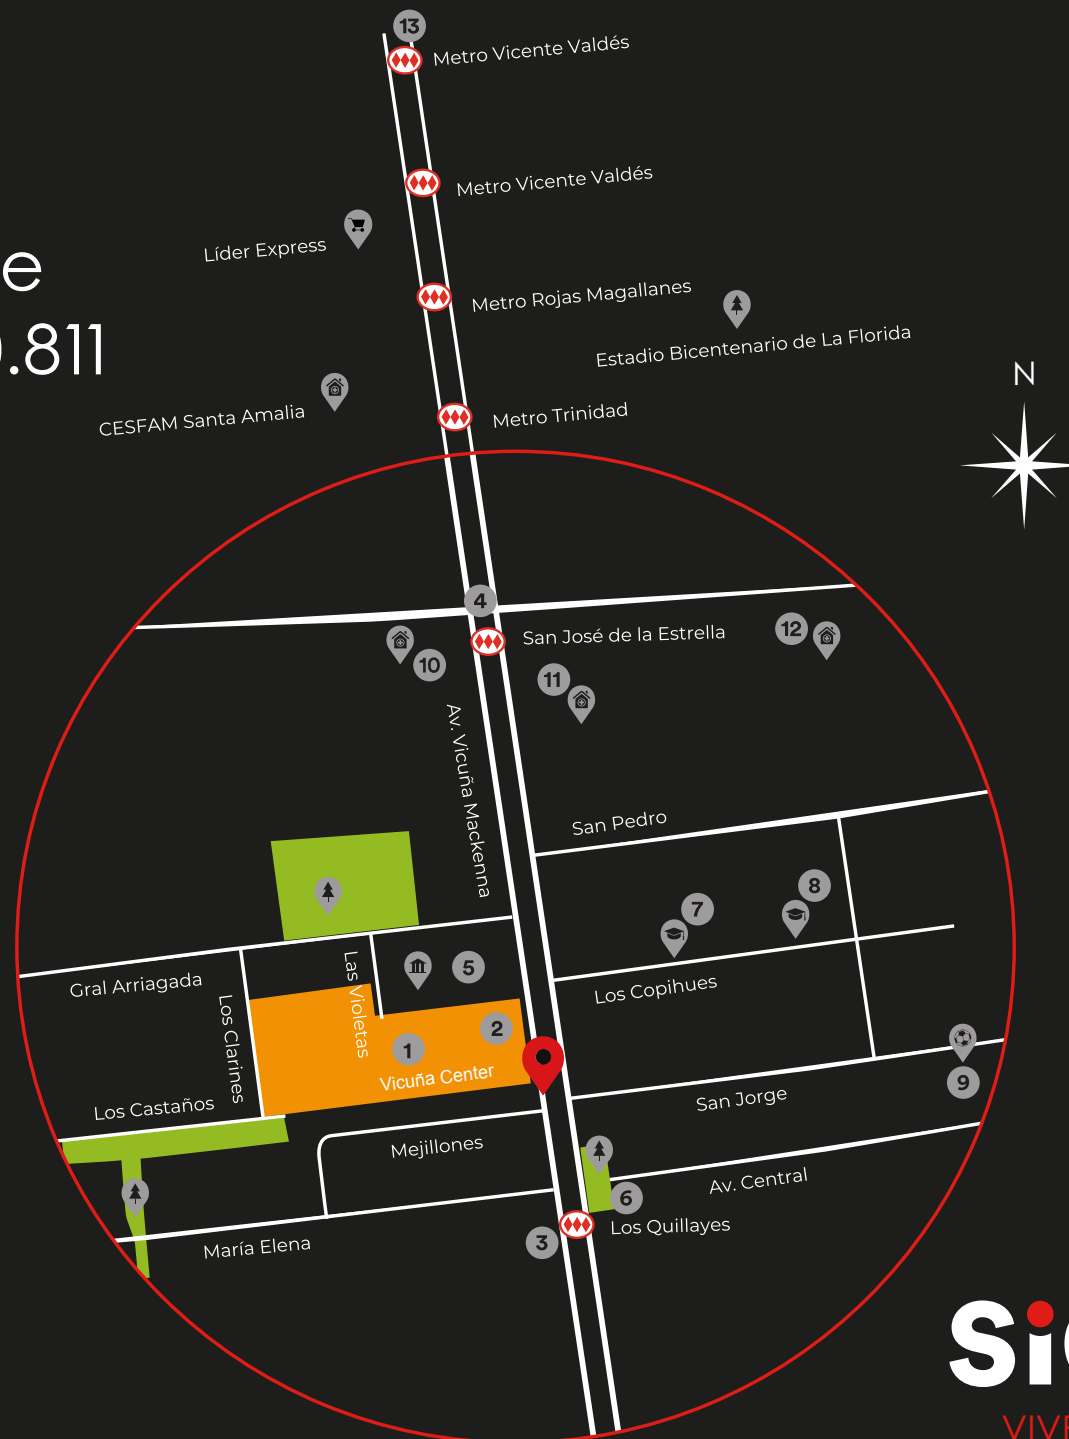 13
Metro Vicente Valdés
Metro Vicente Valdés
Líder Express
e
.811
Metro Rojas Magallanes
Estadio Bicentenario de La Florida
N
CESFAM Santa Amalia
Metro Trinidad
4
San José de la Estrella
12
10
11
Av. Vicuña Mackenna
San Pedro
8
7
5
Gral Arriagada
Las Violetas
Los Clarines
Los Copihues
2
1
Vicuña Center
9
San Jorge
Los Castaños
Mejillones
Av. Central
6
Los Quillayes
3
María Elena
Si
VIV